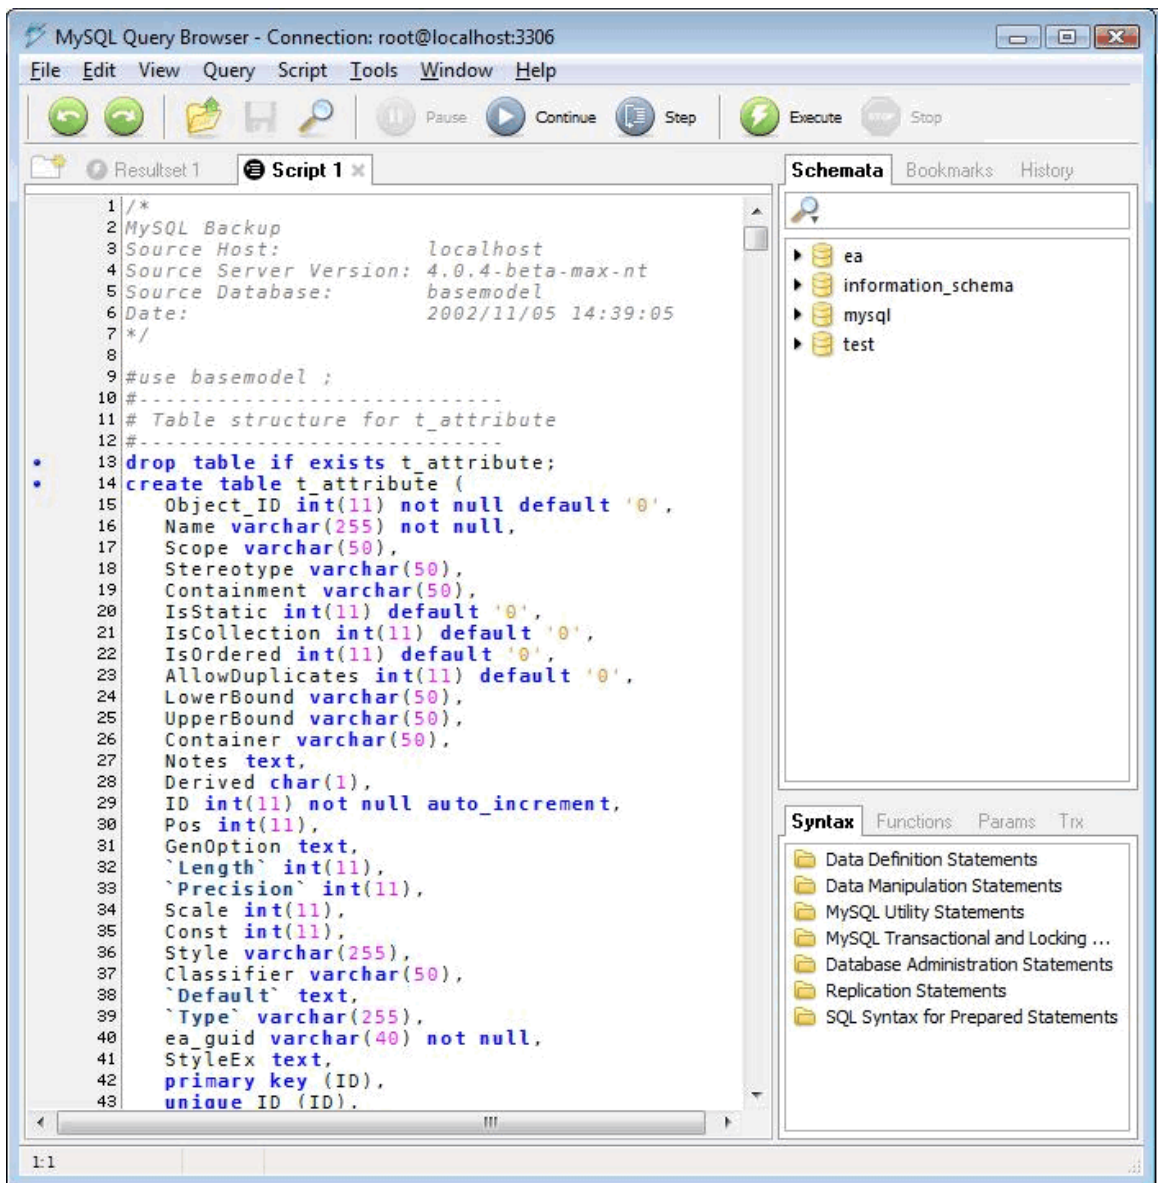 MySQL Query Browser - Connection: root@localhost:3306
File Edit View Query Script Tools Window Help
Pause Continue Step Execute STOP Stop
Resultset 1 Script 1
1 /*
2 MySQL Backup
3 Source Host: localhost
4 Source Server Version: 4.0.4-beta-max-nt
5 Source Database: basemodel
6 Date: 2002/11/05 14:39:05
7 */
8
9 #use basemodel ;
10 #----------------------------
11 # Table structure for t_attribute
12 #----------------------------
13 drop table if exists t_attribute;
14 create table t_attribute (
15 Object_ID int(11) not null default '0',
16 Name varchar(255) not null,
17 Scope varchar(50),
18 Stereotype varchar(50),
19 Containment varchar(50),
20 IsStatic int(11) default '0',
21 IsCollection int(11) default '0',
22 IsOrdered int(11) default '0',
23 AllowDuplicates int(11) default '0',
24 LowerBound varchar(50),
25 UpperBound varchar(50),
26 Container varchar(50),
27 Notes text,
28 Derived char(1),
29 ID int(11) not null auto_increment,
30 Pos int(11),
31 GenOption text,
32 `Length` int(11),
33 `Precision` int(11),
34 Scale int(11),
35 Const int(11),
36 Style varchar(255),
37 Classifier varchar(50),
38 `Default` text,
39 `Type` varchar(255),
40 ea_guid varchar(40) not null,
41 StyleEx text,
42 primary key (ID),
43 unique ID (ID),
Schemata Bookmarks History
ea
information_schema
mysql
test
Syntax Functions Params Trx
Data Definition Statements
Data Manipulation Statements
MySQL Utility Statements
MySQL Transactional and Locking ...
Database Administration Statements
Replication Statements
SQL Syntax for Prepared Statements
1:1